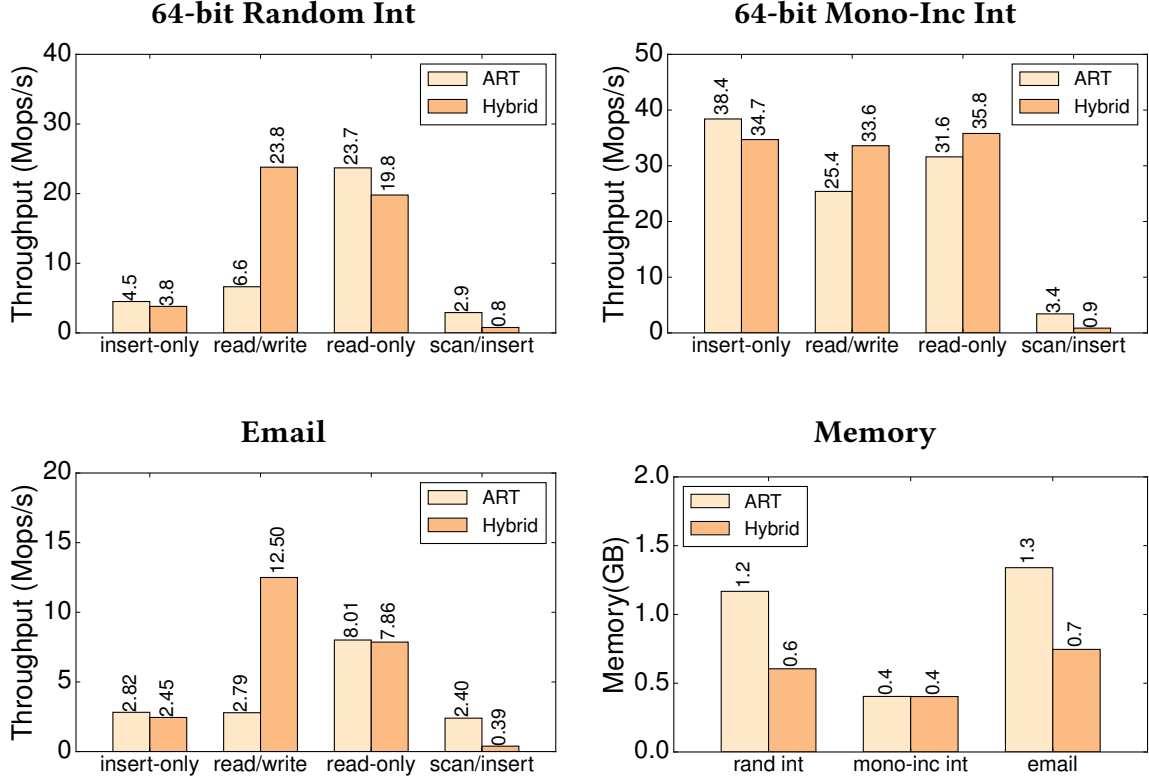 64-bit Random Int
Throughput (Mops/s)
40
30
20
10
0
ART
Hybrid
4.5
3.8
6.6
23.8
23.7
19.8
2.9
0.8
insert-only
read/write
read-only
scan/insert
64-bit Mono-Inc Int
Throughput (Mops/s)
50
40
30
20
10
0
ART
Hybrid
38.4
34.7
25.4
33.6
31.6
35.8
3.4
0.9
insert-only
read/write
read-only
scan/insert
Email
Throughput (Mops/s)
20
15
10
5
0
ART
Hybrid
2.82
2.45
2.79
12.50
8.01
7.86
2.40
0.39
insert-only
read/write
read-only
scan/insert
Memory
Memory(GB)
2.0
1.5
1.0
0.5
0.0
ART
Hybrid
1.2
0.6
0.4
0.4
1.3
0.7
rand int
mono-inc int
email